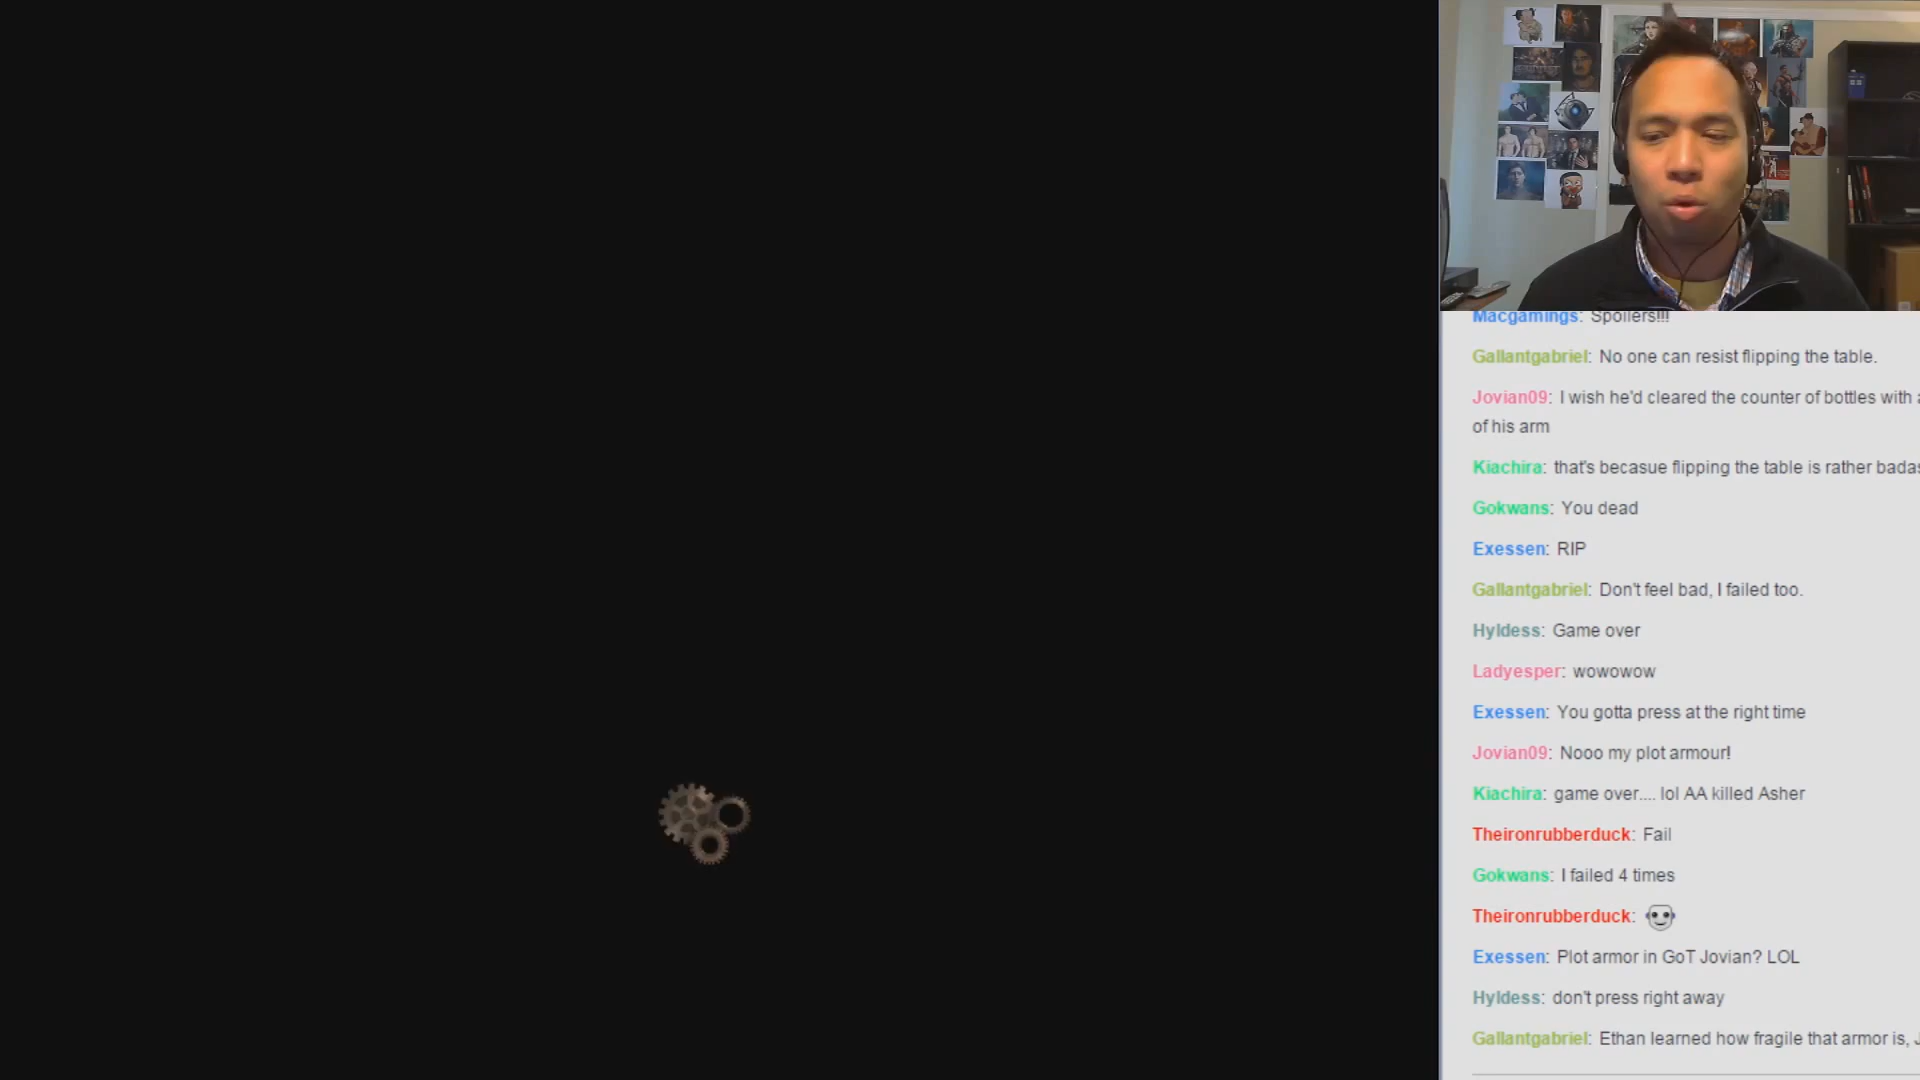 Macgamings: Spoilers!!!
Gallantgabriel: No one can resist flipping the table.
Jovian09: I wish he'd cleared the counter of bottles with
of his arm
Kiachira: that's becasue flipping the table is rather
Gokwans: You dead
Exessen: RIP
Gallantgabriel: Don't feel bad, I failed too.
Hyldess: Game over
Ladyesper: wowowow
Exessen: You gotta press at the right time
Jovian09: Nooo my plot armour!
Kiachira: game over.... lol AA killed Asher
Theironrubberduck: Fail
Gokwans: I failed 4 times
Theironrubberduck:
Exessen: Plot armor in GoT Jovian? LOL
Hyldess: don't press right away
Gallantgabriel: Ethan learned how fragile that armor is,